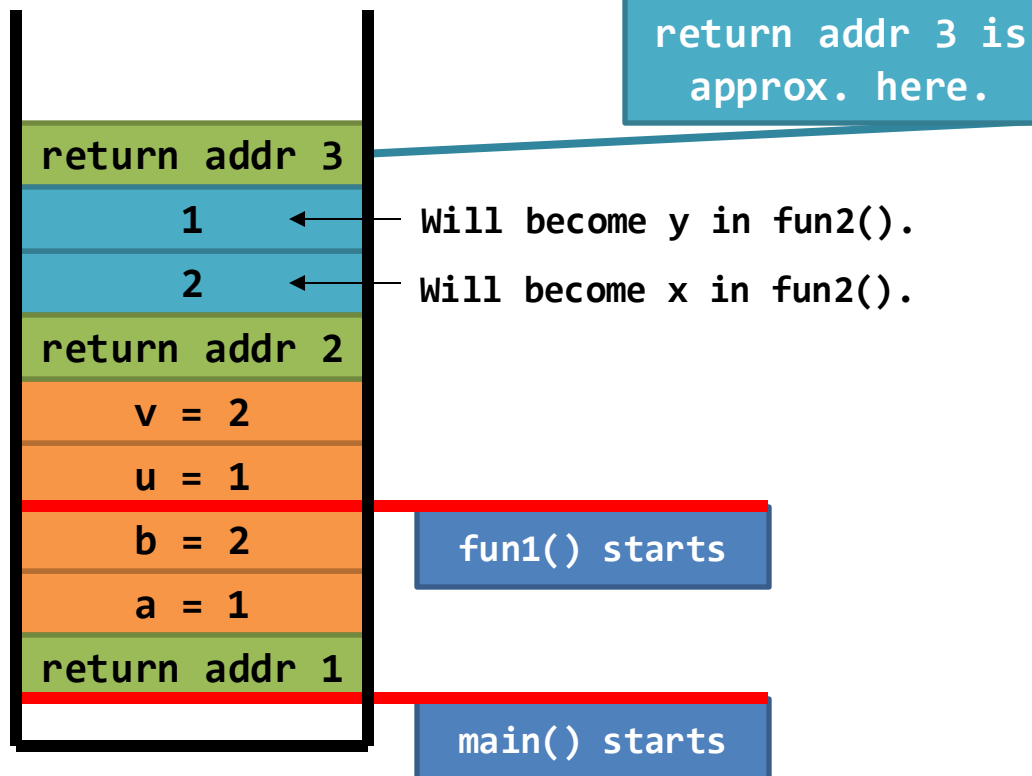 return addr 3 is
approx. here.
return addr 3
1
Will become y in fun2().
2
Will become x in fun2().
return addr 2
v = 2
u = 1
b = 2
fun1() starts
a = 1
return addr 1
main() starts